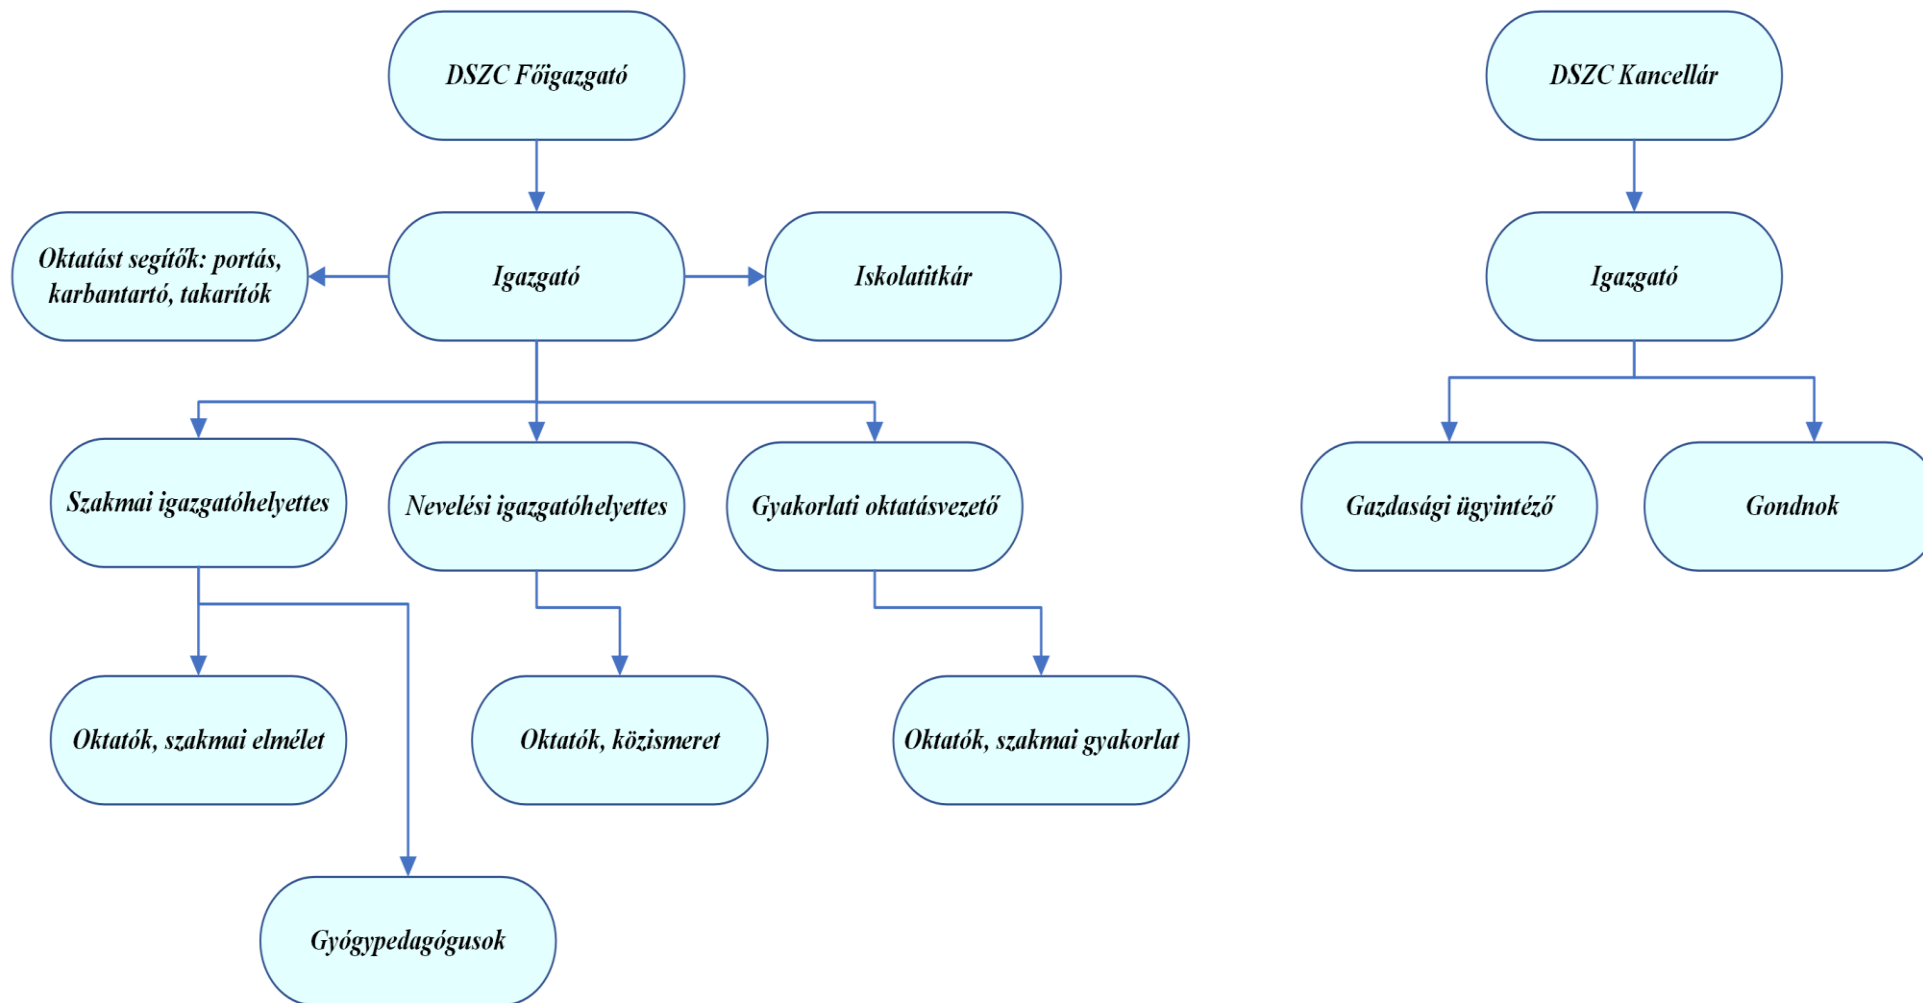 DSZC Főigazgató
DSZC Kancellár
Oktatást segítők: portás,
karbantartó, takarítók
Igazgató
Iskolatitkár
Igazgató
Szakmai igazgatóhelyettes
Nevelési igazgatóhelyettes
Gyakorlati oktatásvezető
Gazdasági ügyintéző
Gondnok
Oktatók, szakmai elmélet
Oktatók, közismeret
Oktatók, szakmai gyakorlat
Gyógypedagógusok